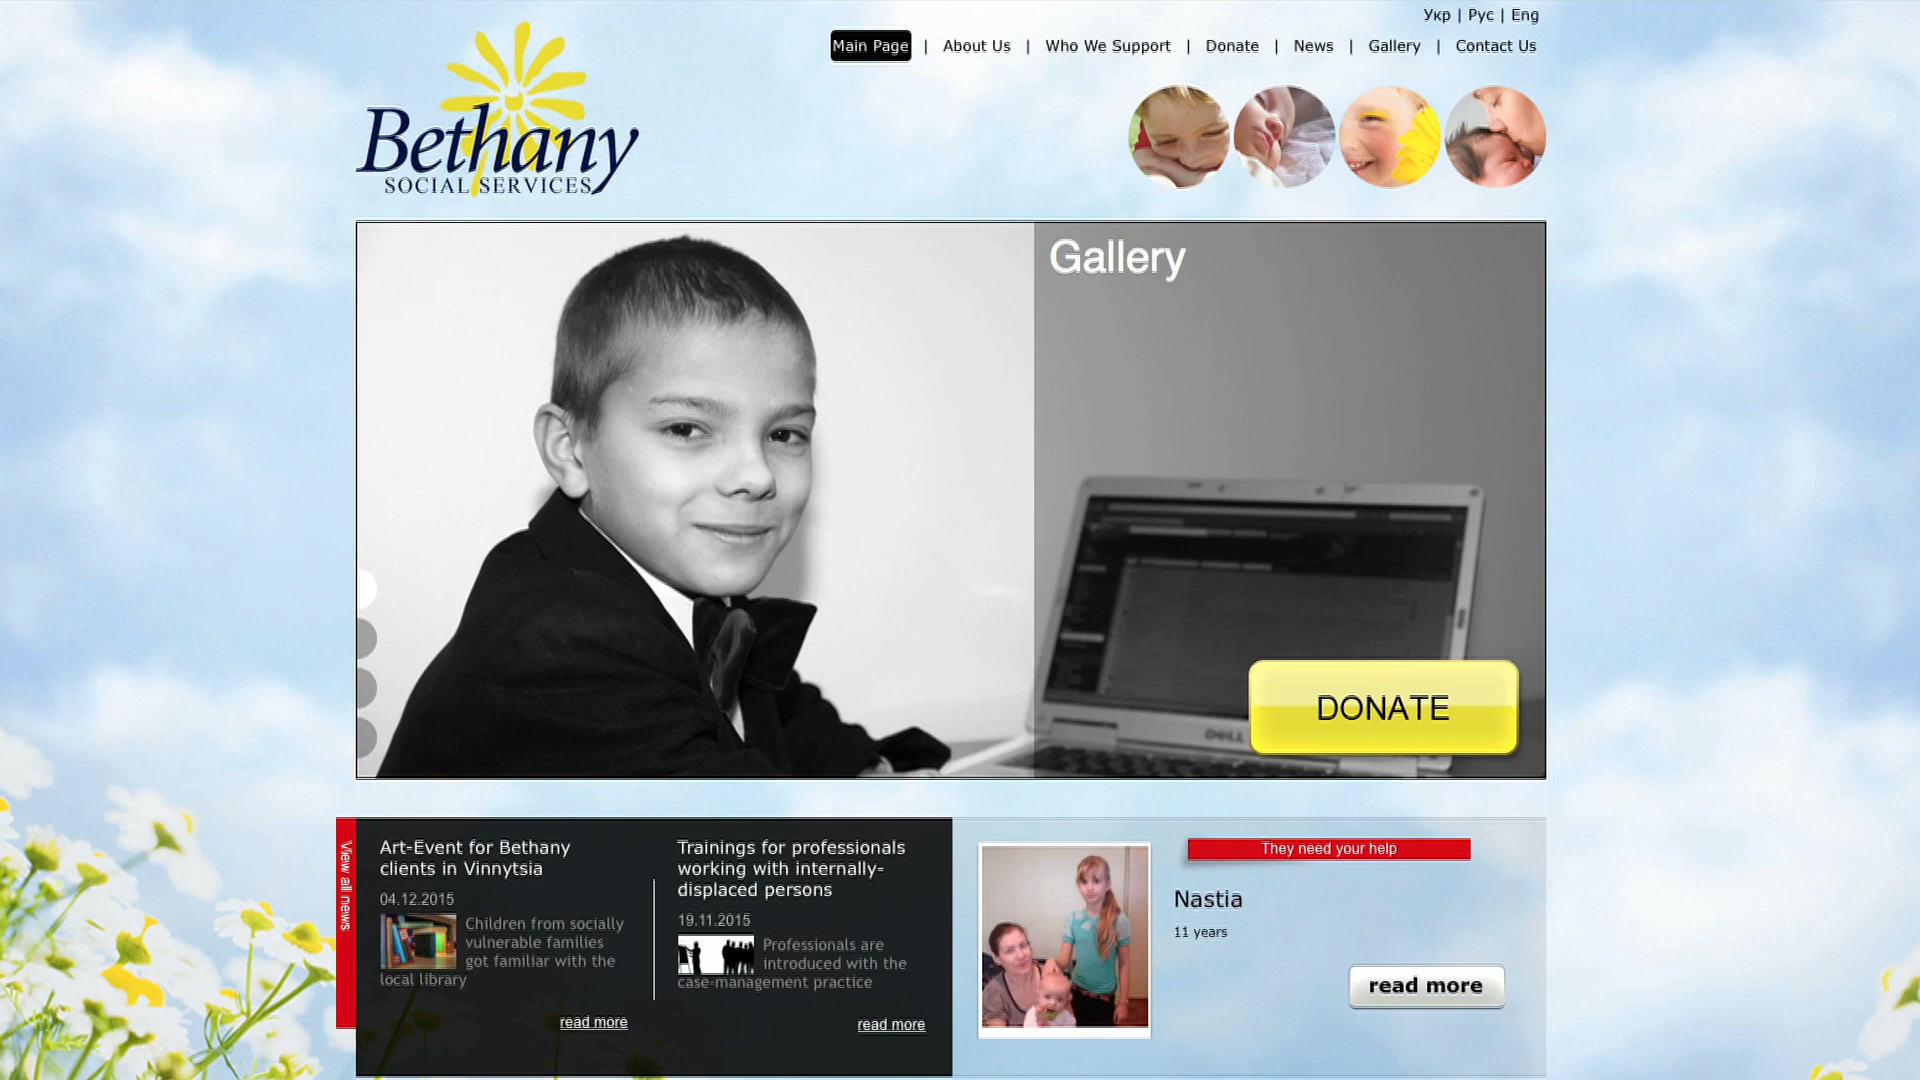 Укр | Рус | Eng
Main Page | About Us | Who We Support | Donate | News | Gallery | Contact Us
Bethany
SOCIAL SERVICES
Gallery
DELL
DONATE
View all news
Art-Event for Bethany
clients in Vinnytsia
04.12.2015
Children from socially
vulnerable families
got familiar with the
local library
read more
Trainings for professionals
working with internally-
displaced persons
19.11.2015
Professionals are
introduced with the
case-management practice
read more
They need your help
Nastia
11 years
read more